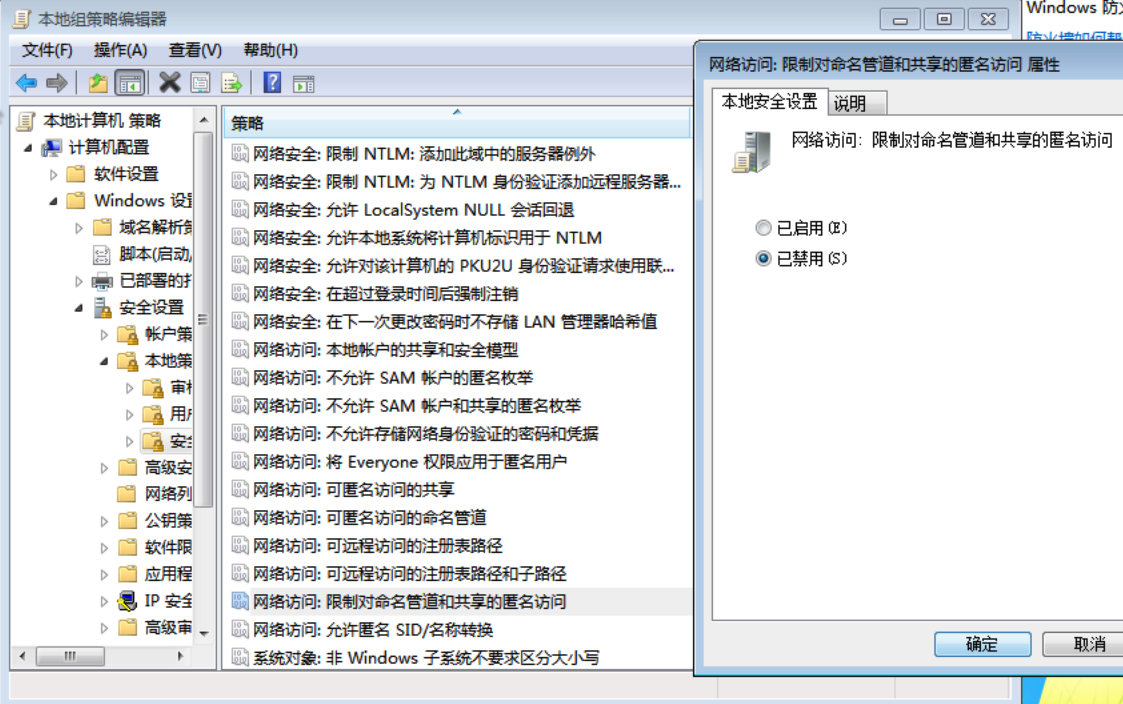 本地组策略编辑器
文件(F) 操作(A) 查看(V) 帮助(H)
本地计算机 策略
计算机配置
软件设置
Windows 设
域名解析
脚本(启动/
已部署的
安全设置
帐户策
本地策
审
用
安
高级安
网络列
公钥策
软件限
应用程
IP 安全
高级审
策略
网络安全: 限制 NTLM: 添加此域中的服务器例外
网络安全: 限制 NTLM: 为 NTLM 身份验证添加远程服务器...
网络安全: 允许 LocalSystem NULL 会话回退
网络安全: 允许本地系统将计算机标识用于 NTLM
网络安全: 允许对该计算机的 PKU2U 身份验证请求使用联...
网络安全: 在超过登录时间后强制注销
网络安全: 在下一次更改密码时不存储 LAN 管理器哈希值
网络访问: 本地帐户的共享和安全模型
网络访问: 不允许 SAM 帐户的匿名枚举
网络访问: 不允许 SAM 帐户和共享的匿名枚举
网络访问: 不允许存储网络身份验证的密码和凭据
网络访问: 将 Everyone 权限应用于匿名用户
网络访问: 可匿名访问的共享
网络访问: 可匿名访问的命名管道
网络访问: 可远程访问的注册表路径
网络访问: 可远程访问的注册表路径和子路径
网络访问: 限制对命名管道和共享的匿名访问
网络访问: 允许匿名 SID/名称转换
系统对象: 非 Windows 子系统不要求区分大小写
Windows 防火
网络访问: 限制对命名管道和共享的匿名访问 属性
本地安全设置 说明
网络访问: 限制对命名管道和共享的匿名访问
已启用(E)
已禁用(S)
确定 取消